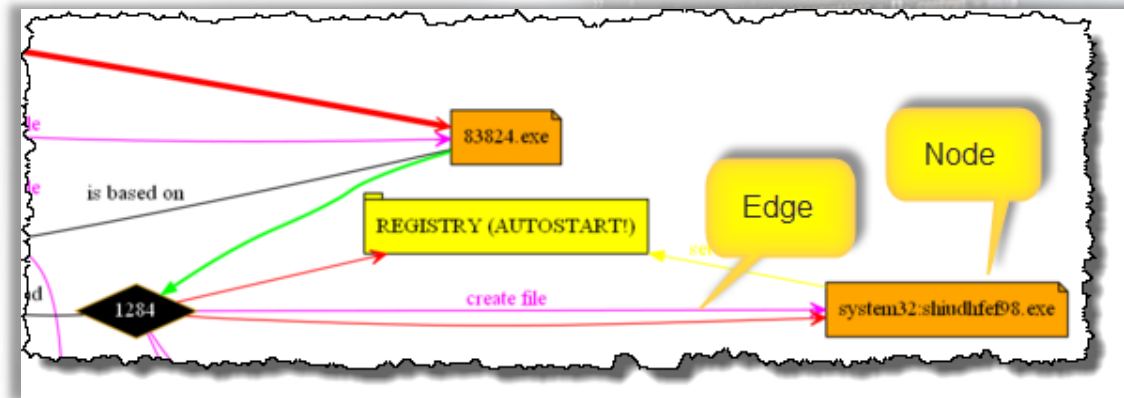 83824.exe
Node
is based on
Edge
REGISTRY (AUTOSTART!)
1284
create file
system32:shiudhfef98.exe